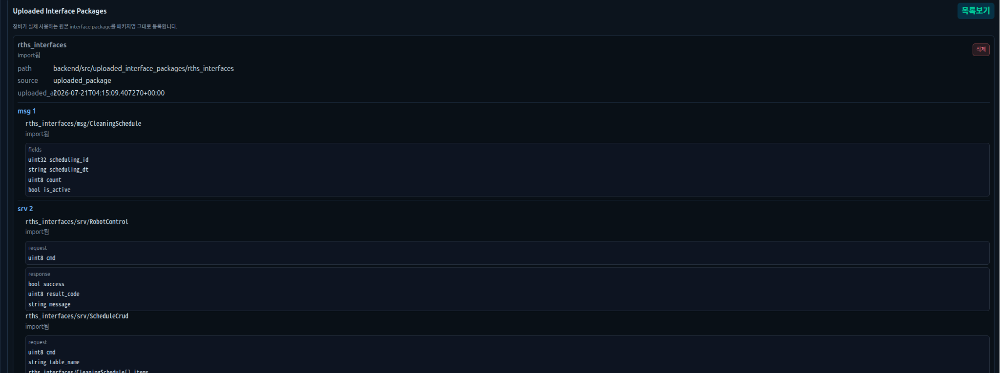 Uploaded Interface Packages
목록보기
장비가 실제 사용하는 원본 interface package를 패키지명 그대로 등록합니다.
rths_interfaces
import됨
삭제
path backend/src/uploaded_interface_packages/rths_interfaces
source uploaded_package
uploaded_at 2026-07-21T04:15:09.407270+00:00
msg 1
rths_interfaces/msg/CleaningSchedule
import됨
fields
uint32 scheduling_id
string scheduling_dt
uint8 count
bool is_active
srv 2
rths_interfaces/srv/RobotControl
import됨
request
uint8 cmd
response
bool success
uint8 result_code
string message
rths_interfaces/srv/ScheduleCrud
import됨
request
uint8 cmd
string table_name
rths_interfaces/CleaningSchedule[] items